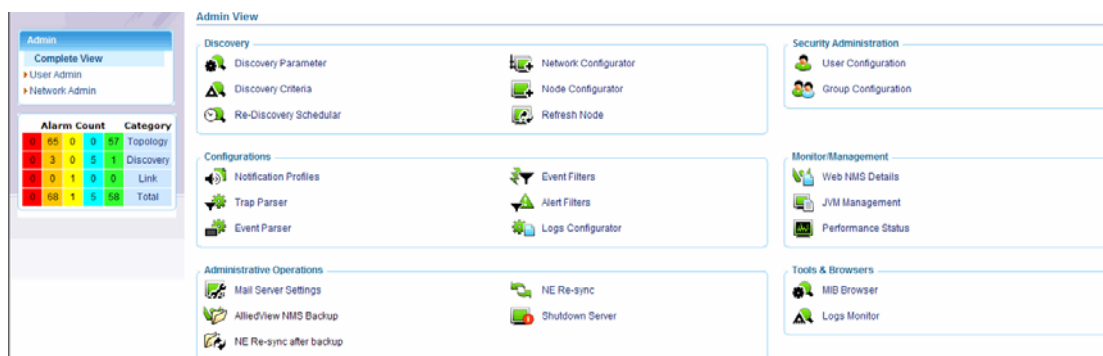 Admin View
Admin
Complete View
User Admin
Network Admin
Alarm Count Category
0 65 0 0 57 Topology
0 3 0 5 1 Discovery
0 0 1 0 0 Link
0 68 1 5 58 Total
Discovery
Discovery Parameter
Network Configurator
Discovery Criteria
Node Configurator
Re-Discovery Schedular
Refresh Node
Security Administration
User Configuration
Group Configuration
Configurations
Notification Profiles
Event Filters
Trap Parser
Alert Filters
Event Parser
Logs Configurator
Monitor/Management
Web NMS Details
JVM Management
Performance Status
Administrative Operations
Mail Server Settings
NE Re-sync
AlliedView NMS Backup
Shutdown Server
NE Re-sync after backup
Tools & Browsers
MIB Browser
Logs Monitor